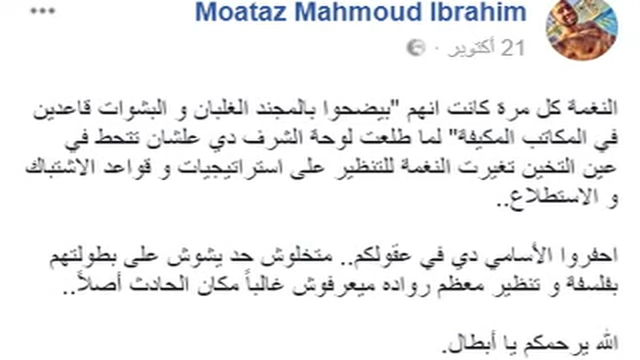 Moataz Mahmoud Ibrahim
21 أكتوبر ·
النغمة كل مرة كانت انهم "بيضحوا بالمجند الغلبان و البشوات قاعدين
في المكاتب المكيفة" لما طلعت لوحة الشرف دي علشان تتحط في
عين التخين تغيرت النغمة للتنظير على استراتيجيات و قواعد الاشتباك
و الاستطلاع..
احفروا الأسامي دي في عقولكم.. متخلوش حد يشوش على بطولتهم
بفلسفة و تنظير معظم رواده ميعرفوش غالباً مكان الحادث أصلاً..
الله يرحمكم يا أبطال.